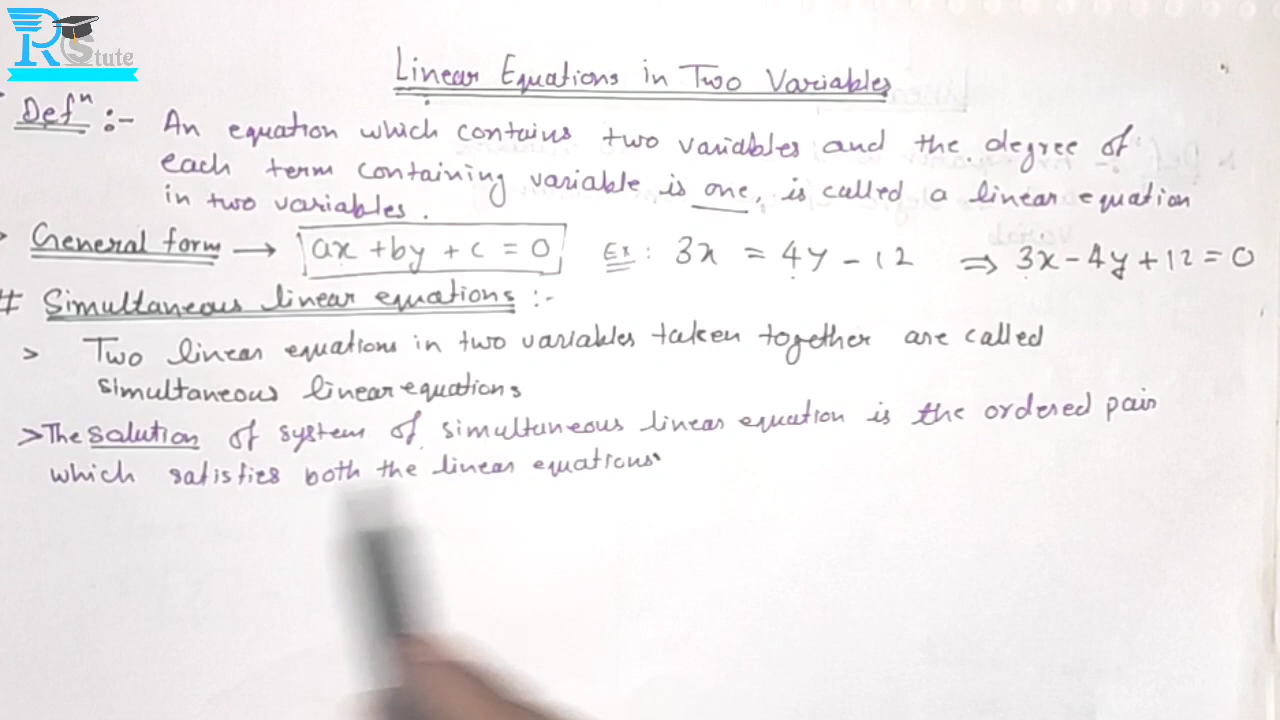 RStute
Linear Equations in Two Variables
Defⁿ :- An equation which contains two variables and the degree of
each term containing variable is one, is called a linear equation
in two variables.
> General form → ax + by + c = 0 Ex: 3x = 4y - 12 ⇒ 3x - 4y + 12 = 0
# Simultaneous linear equations :-
> Two linear equations in two variables taken together are called
simultaneous linear equations
> The solution of system of simultaneous linear equation is the ordered pair
which satisfies both the linear equations.